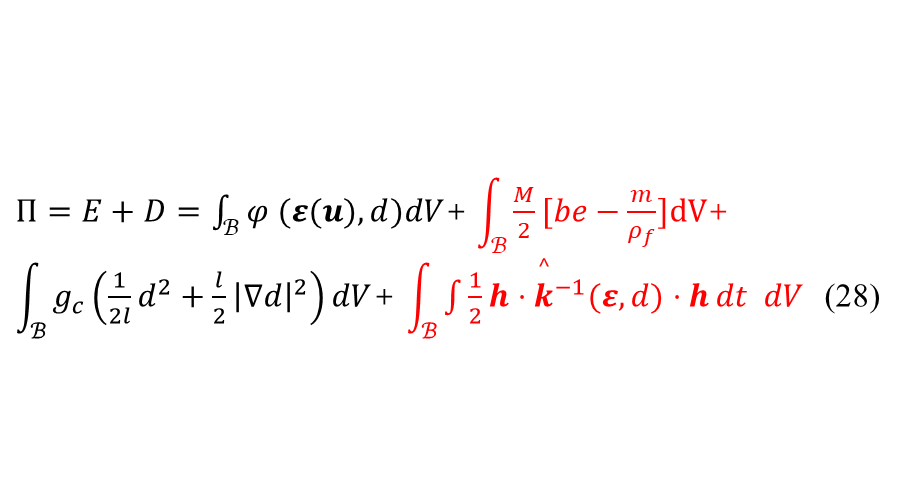 Π = E + D = ∫_ℬ φ (𝜺(𝒖), d)dV + ∫_ℬ M/2 [be − m/ρ_f]dV+
∫_ℬ g_c (1/2l d² + l/2 |∇d|²) dV + ∫_ℬ ∫ 1/2 𝒉 · 𝒌̂⁻¹(𝜺, d) · 𝒉 dt dV (28)